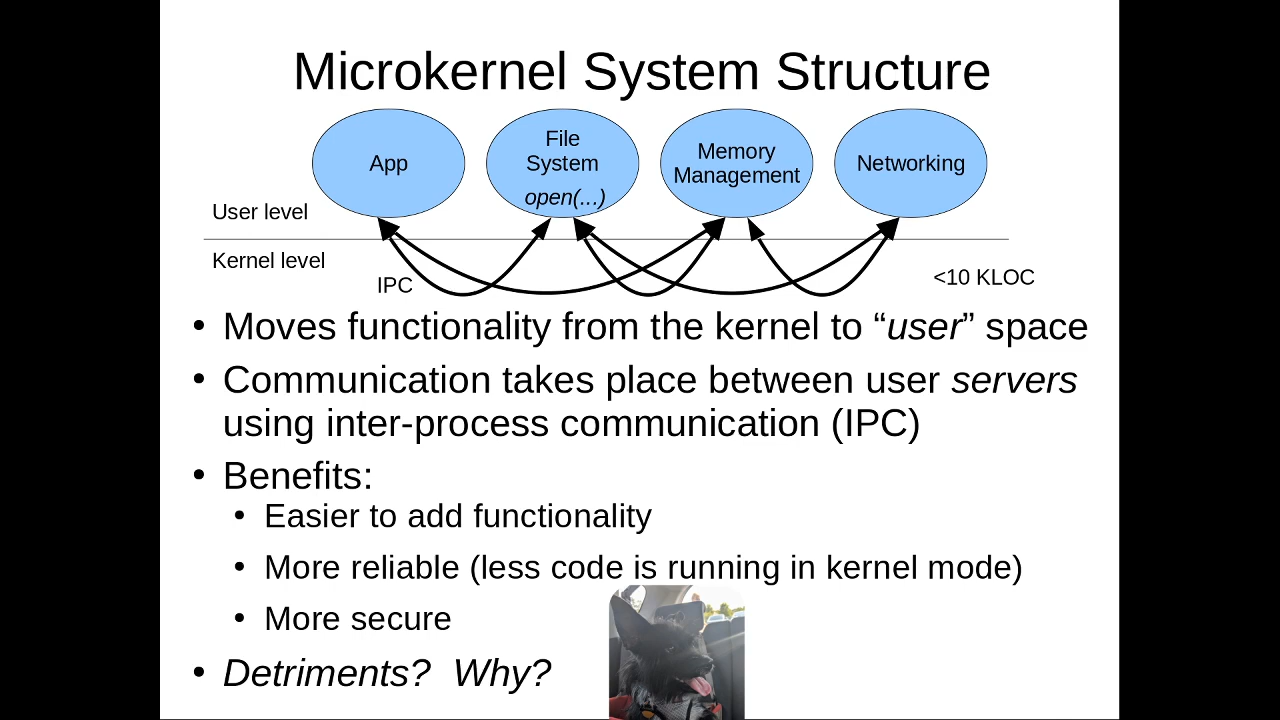 Microkernel System Structure
App
File
System
open(...)
Memory
Management
Networking
User level
Kernel level
IPC
<10 KLOC
• Moves functionality from the kernel to “user” space
• Communication takes place between user servers
using inter-process communication (IPC)
• Benefits:
• Easier to add functionality
• More reliable (less code is running in kernel mode)
• More secure
• Detriments? Why?